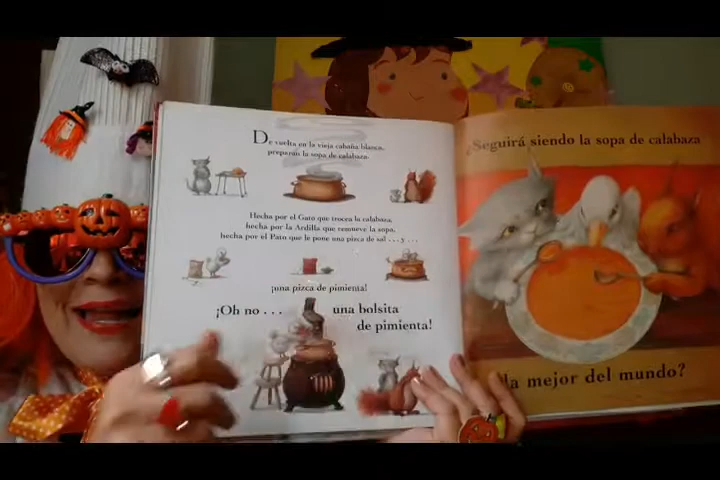 De vuelta en la vieja cabaña blanca,
preparan la sopa de calabaza.
Hecha por el Gato que trocea la calabaza,
hecha por la Ardilla que remueve la sopa,
hecha por el Pato que le pone una pizca de sal . . . y . . .
¡una pizca de pimienta!
¡Oh no . . . una bolsita
de pimienta!
¿Seguirá siendo la sopa de calabaza
la mejor del mundo?